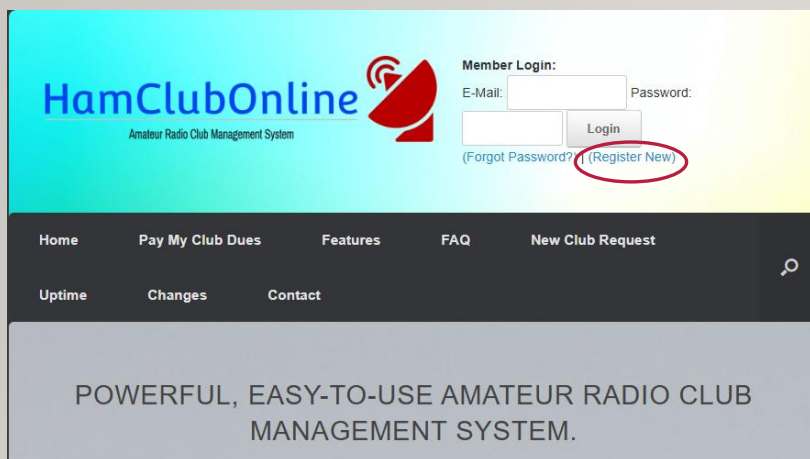 HamClubOnline
Amateur Radio Club Management System
Member Login:
E-Mail: Password:
Login
(Forgot Password?) | (Register New)
Home Pay My Club Dues Features FAQ New Club Request
Uptime Changes Contact
POWERFUL, EASY-TO-USE AMATEUR RADIO CLUB
MANAGEMENT SYSTEM.